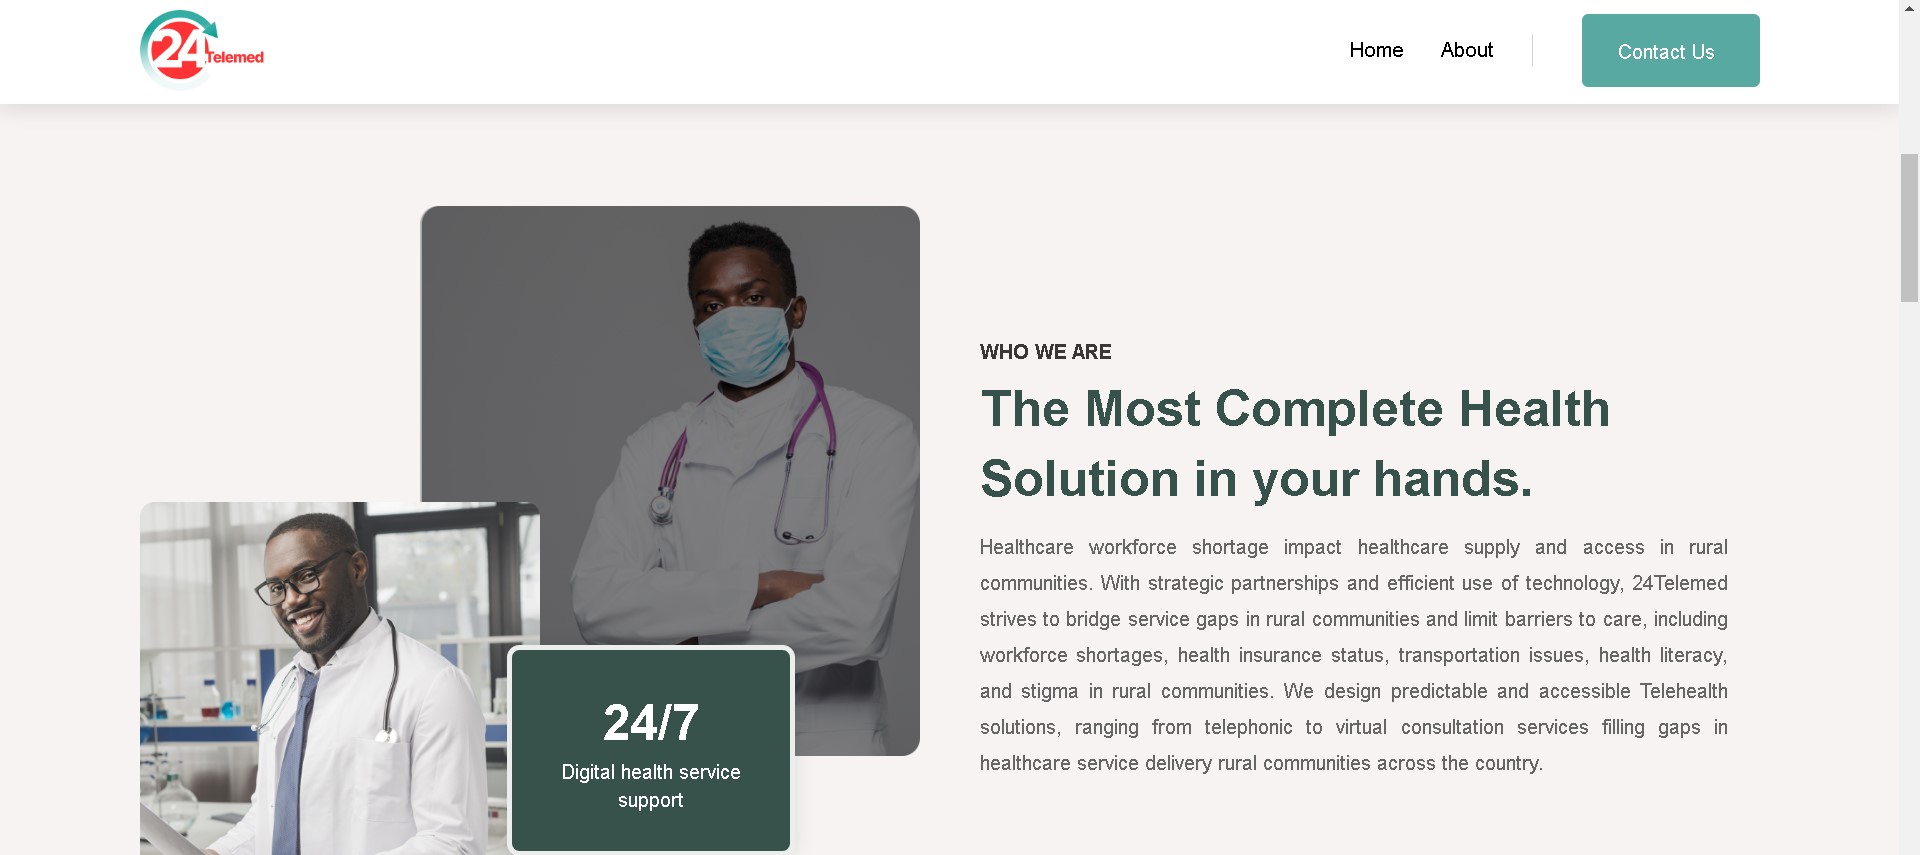 24 Telemed
Home About Contact Us
WHO WE ARE
The Most Complete Health
Solution in your hands.
Healthcare workforce shortage impact healthcare supply and access in rural
communities. With strategic partnerships and efficient use of technology, 24Telemed
strives to bridge service gaps in rural communities and limit barriers to care, including
workforce shortages, health insurance status, transportation issues, health literacy,
and stigma in rural communities. We design predictable and accessible Telehealth
solutions, ranging from telephonic to virtual consultation services filling gaps in
healthcare service delivery rural communities across the country.
24/7
Digital health service
support